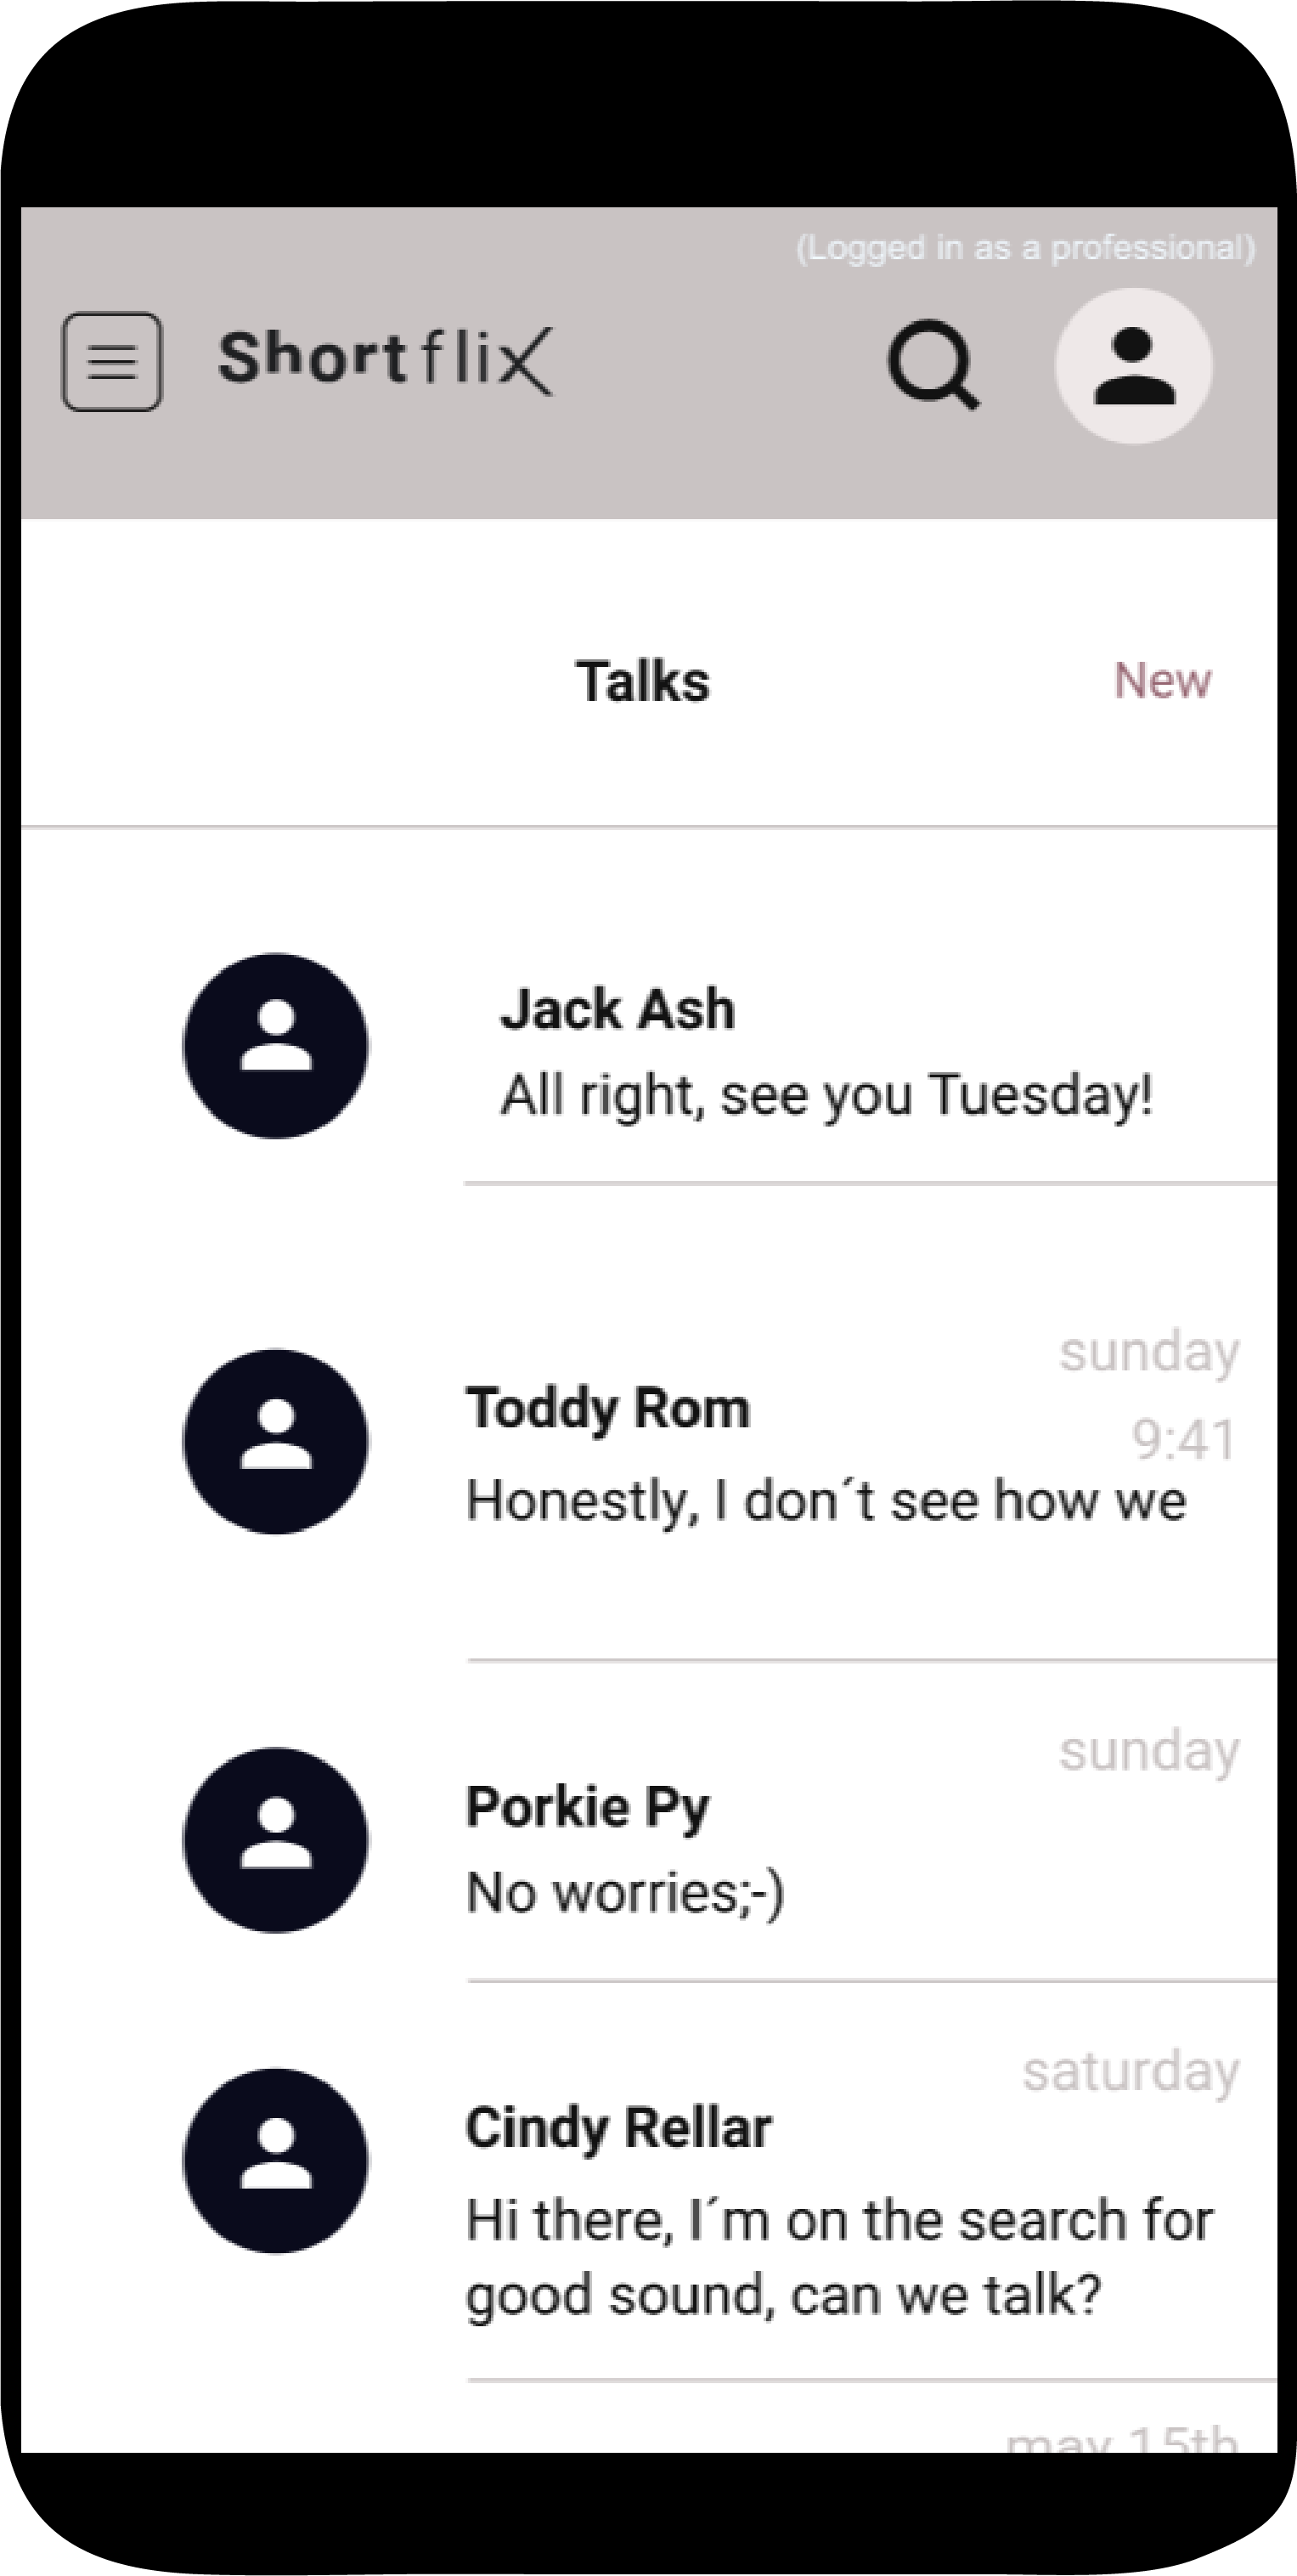 (Logged in as a professional)
Shortflix
Talks
New
Jack Ash
All right, see you Tuesday!
sunday
Toddy Rom
9:41
Honestly, I don´t see how we
sunday
Porkie Py
No worries;-)
saturday
Cindy Rellar
Hi there, I´m on the search for
good sound, can we talk?
may 15th